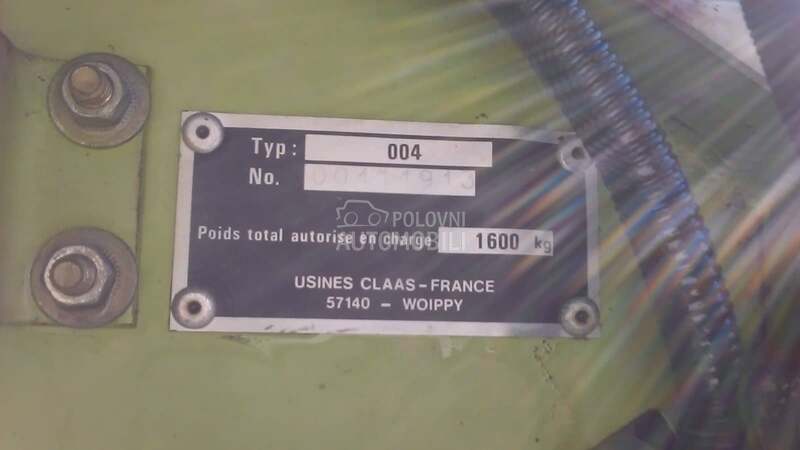 Typ: 004
No.
POLOVNI
AUTOMOBILI
Poids total autorise en charge 1600 kg
USINES CLAAS-FRANCE
57140 - WOIPPY